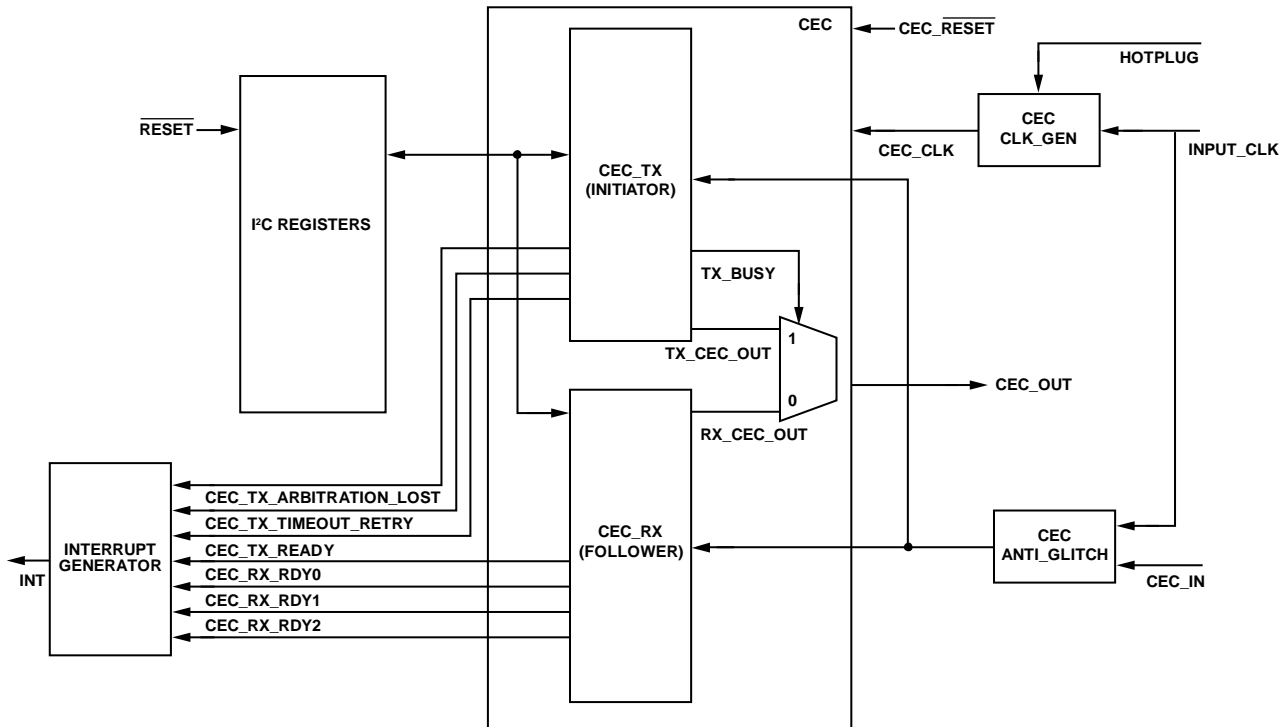 CEC
CEC_RESET
HOTPLUG
RESET
CEC
CLK_GEN
CEC_CLK
INPUT_CLK
CEC_TX
(INITIATOR)
I²C REGISTERS
TX_BUSY
1
TX_CEC_OUT
CEC_OUT
0
RX_CEC_OUT
CEC_TX_ARBITRATION_LOST
CEC_TX_TIMEOUT_RETRY
CEC_RX
(FOLLOWER)
CEC
ANTI_GLITCH
INTERRUPT
GENERATOR
CEC_TX_READY
INT
CEC_RX_RDY0
CEC_IN
CEC_RX_RDY1
CEC_RX_RDY2